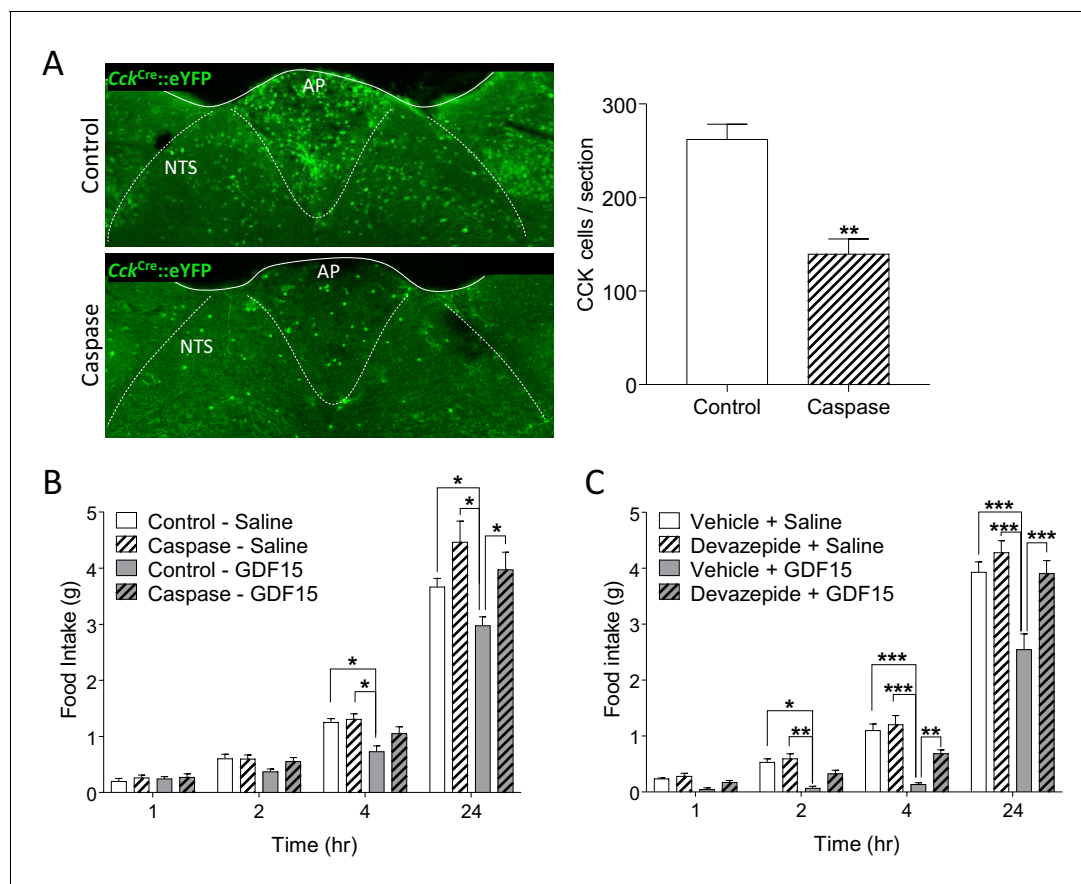 A
Control
CckCre::eYFP
AP
NTS
Caspase
CckCre::eYFP
AP
NTS
CCK cells / section
300
200
100
0
**
Control
Caspase
B
Control - Saline
Caspase - Saline
Control - GDF15
Caspase - GDF15
Food Intake (g)
5
4
3
2
1
0
*
*
*
*
*
1
2
4
24
Time (hr)
C
Vehicle + Saline
Devazepide + Saline
Vehicle + GDF15
Devazepide + GDF15
Food intake (g)
5
4
3
2
1
0
*
**
***
***
**
***
***
***
1
2
4
24
Time (hr)